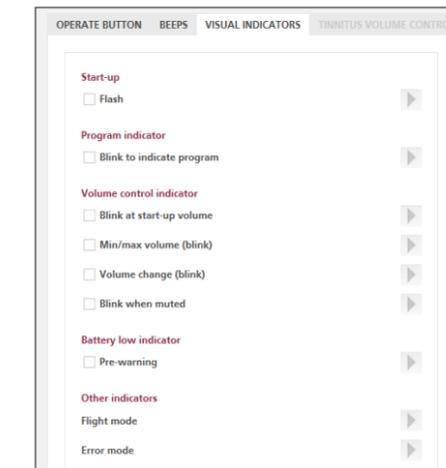 OPERATE BUTTON BEEPS VISUAL INDICATORS TINNITUS VOLUME
Start-up
Flash
Program indicator
Blink to indicate program
Volume control indicator
Blink at start-up volume
Min/max volume (blink)
Volume change (blink)
Blink when muted
Battery low indicator
Pre-warning
Other indicators
Flight mode
Error mode